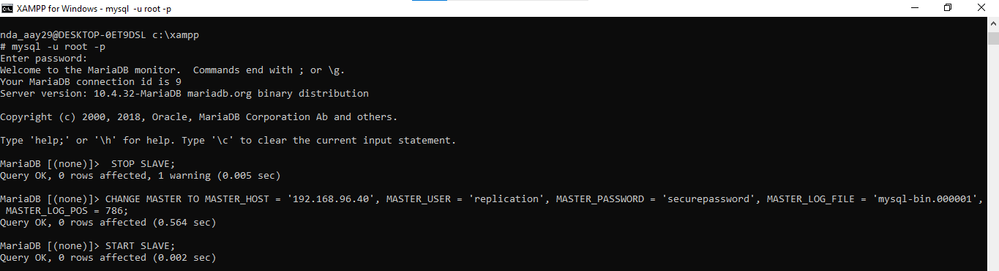 XAMPP for Windows - mysql  -u root -p
nda_aay29@DESKTOP-0ET9DSL c:\xampp
# mysql -u root -p
Enter password:
Welcome to the MariaDB monitor.  Commands end with ; or \g.
Your MariaDB connection id is 9
Server version: 10.4.32-MariaDB mariadb.org binary distribution
Copyright (c) 2000, 2018, Oracle, MariaDB Corporation Ab and others.
Type 'help;' or '\h' for help. Type '\c' to clear the current input statement.
MariaDB [(none)]>  STOP SLAVE;
Query OK, 0 rows affected, 1 warning (0.005 sec)
MariaDB [(none)]> CHANGE MASTER TO MASTER_HOST = '192.168.96.40', MASTER_USER = 'replication', MASTER_PASSWORD = 'securepassword', MASTER_LOG_FILE = 'mysql-bin.000001',
 MASTER_LOG_POS = 786;
Query OK, 0 rows affected (0.564 sec)
MariaDB [(none)]> START SLAVE;
Query OK, 0 rows affected (0.002 sec)